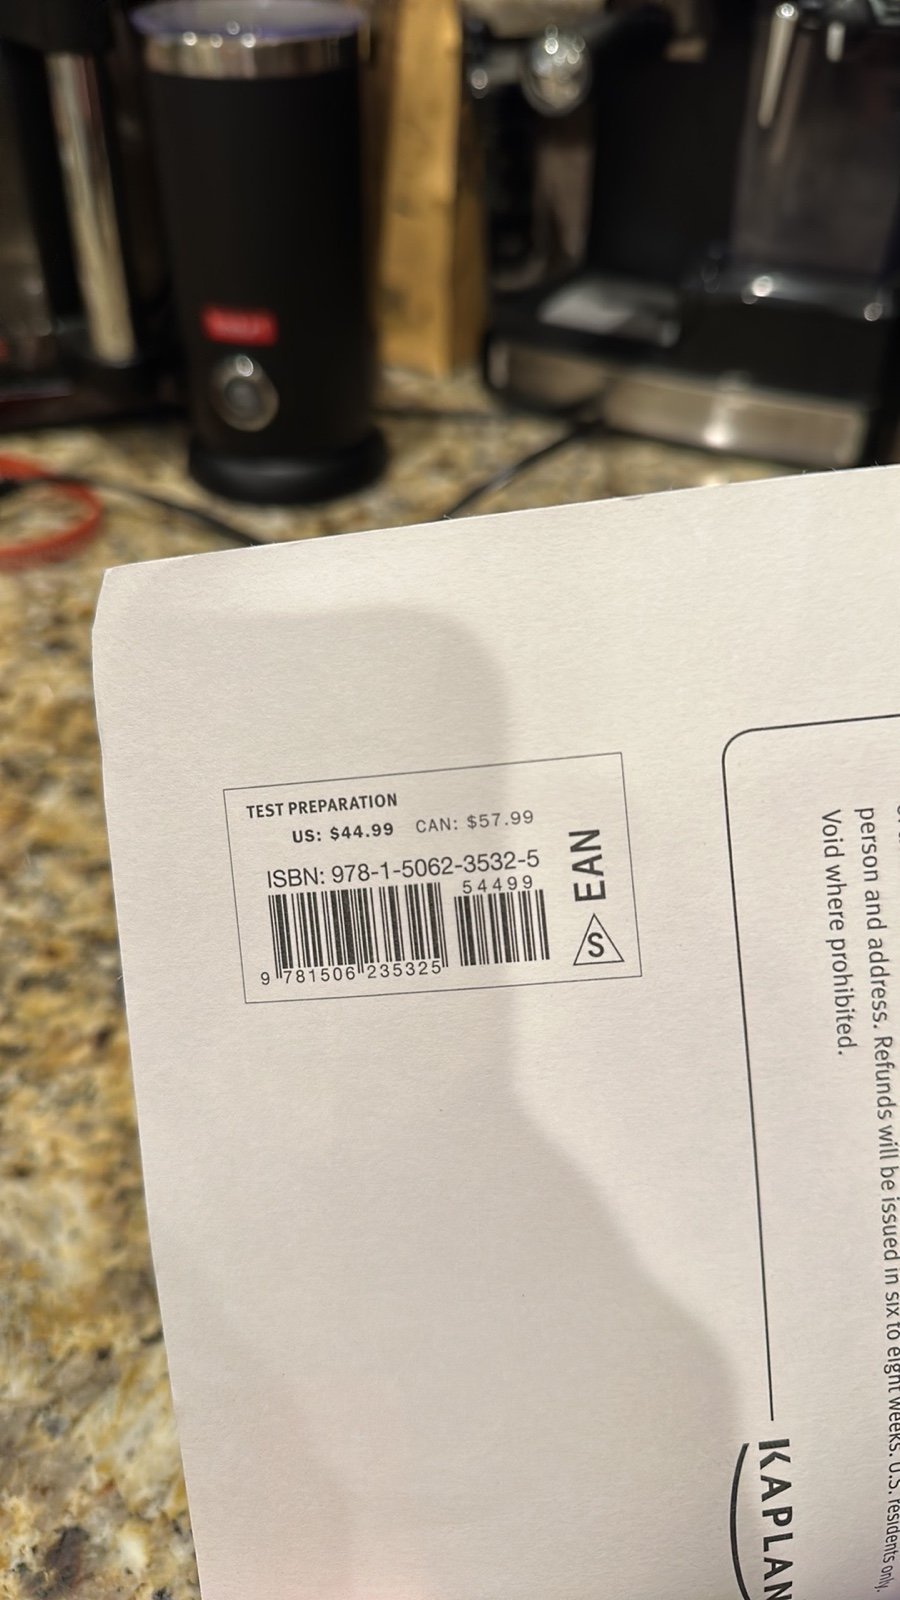 TEST PREPARATION
US: $44.99 CAN: $57.99
ISBN: 978-1-5062-3532-5
54499
9 781506 235325
EAN
S
person and address. Refunds will be issued in six to eight weeks. U.S. residents only.
Void where prohibited.
KAPLAN